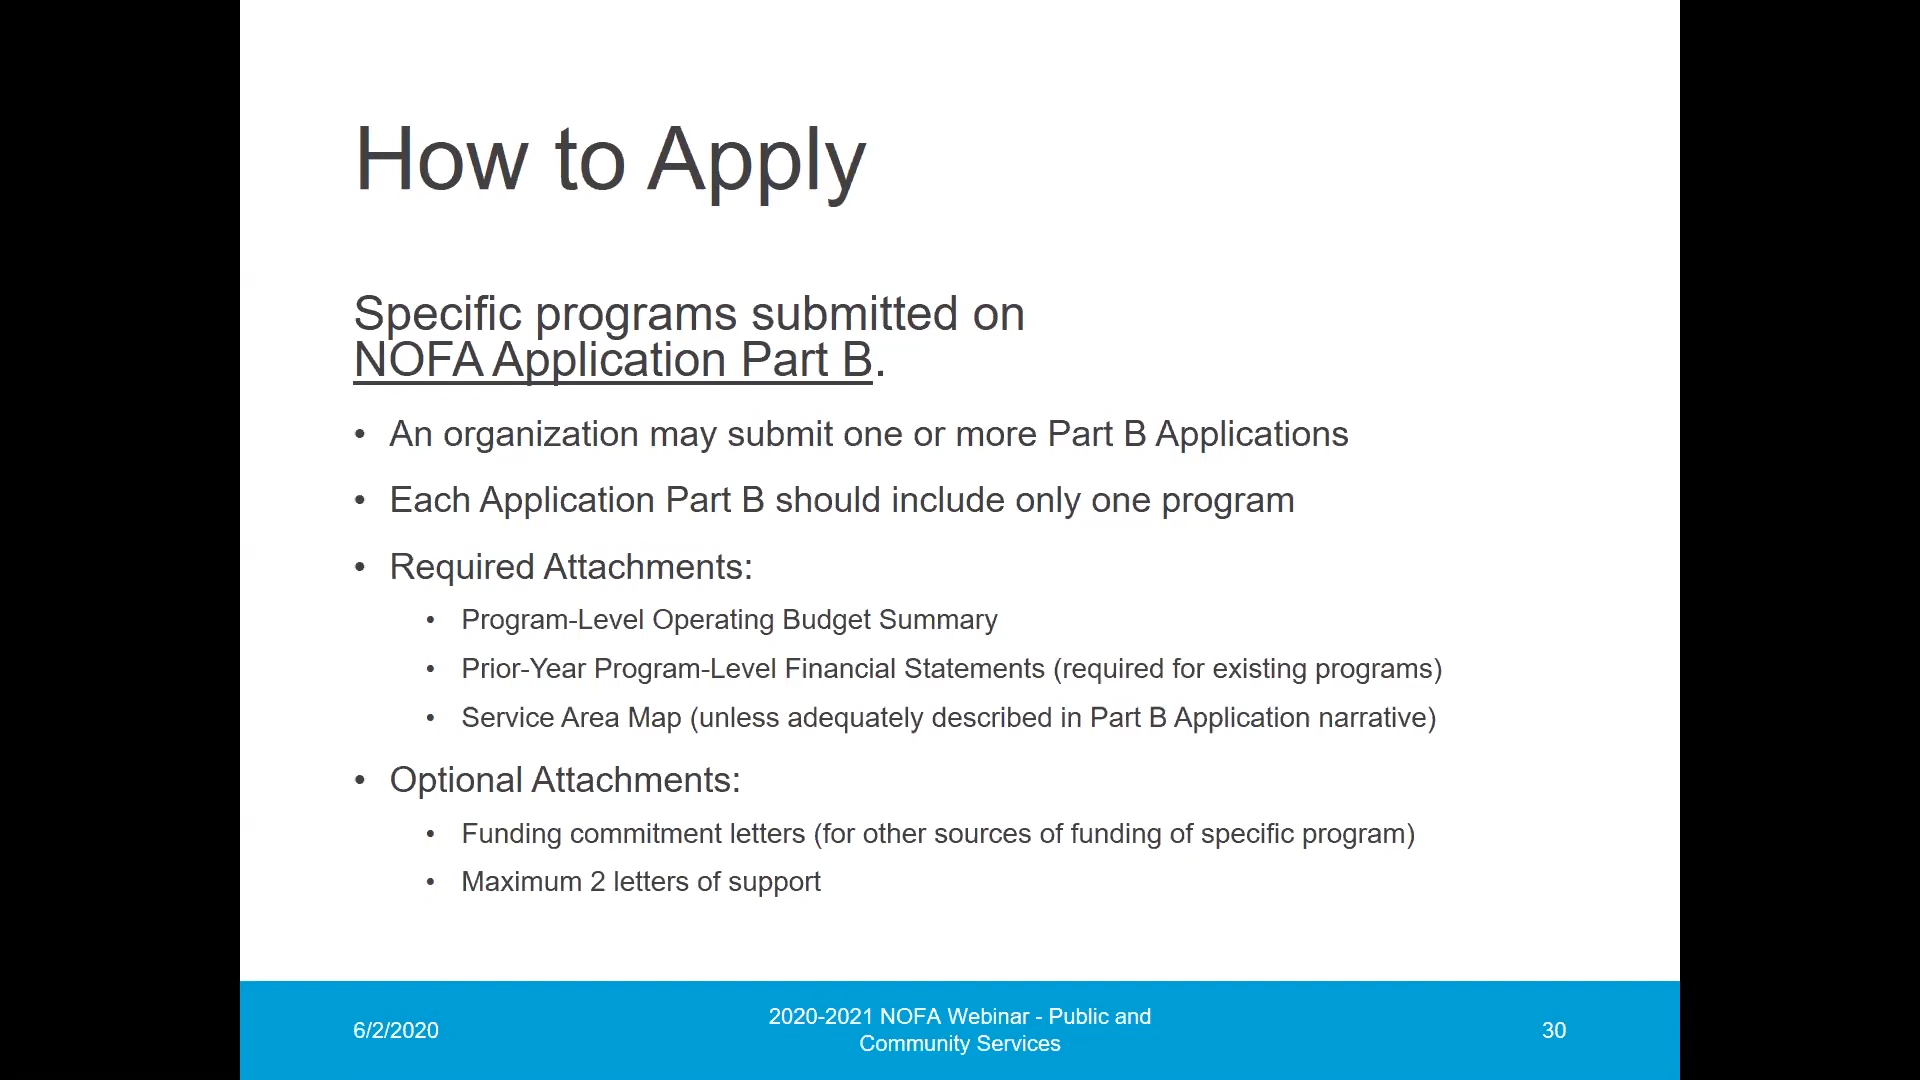 How to Apply
Specific programs submitted on
NOFA Application Part B.
• An organization may submit one or more Part B Applications
• Each Application Part B should include only one program
• Required Attachments:
• Program-Level Operating Budget Summary
• Prior-Year Program-Level Financial Statements (required for existing programs)
• Service Area Map (unless adequately described in Part B Application narrative)
• Optional Attachments:
• Funding commitment letters (for other sources of funding of specific program)
• Maximum 2 letters of support
6/2/2020
2020-2021 NOFA Webinar - Public and
Community Services
30